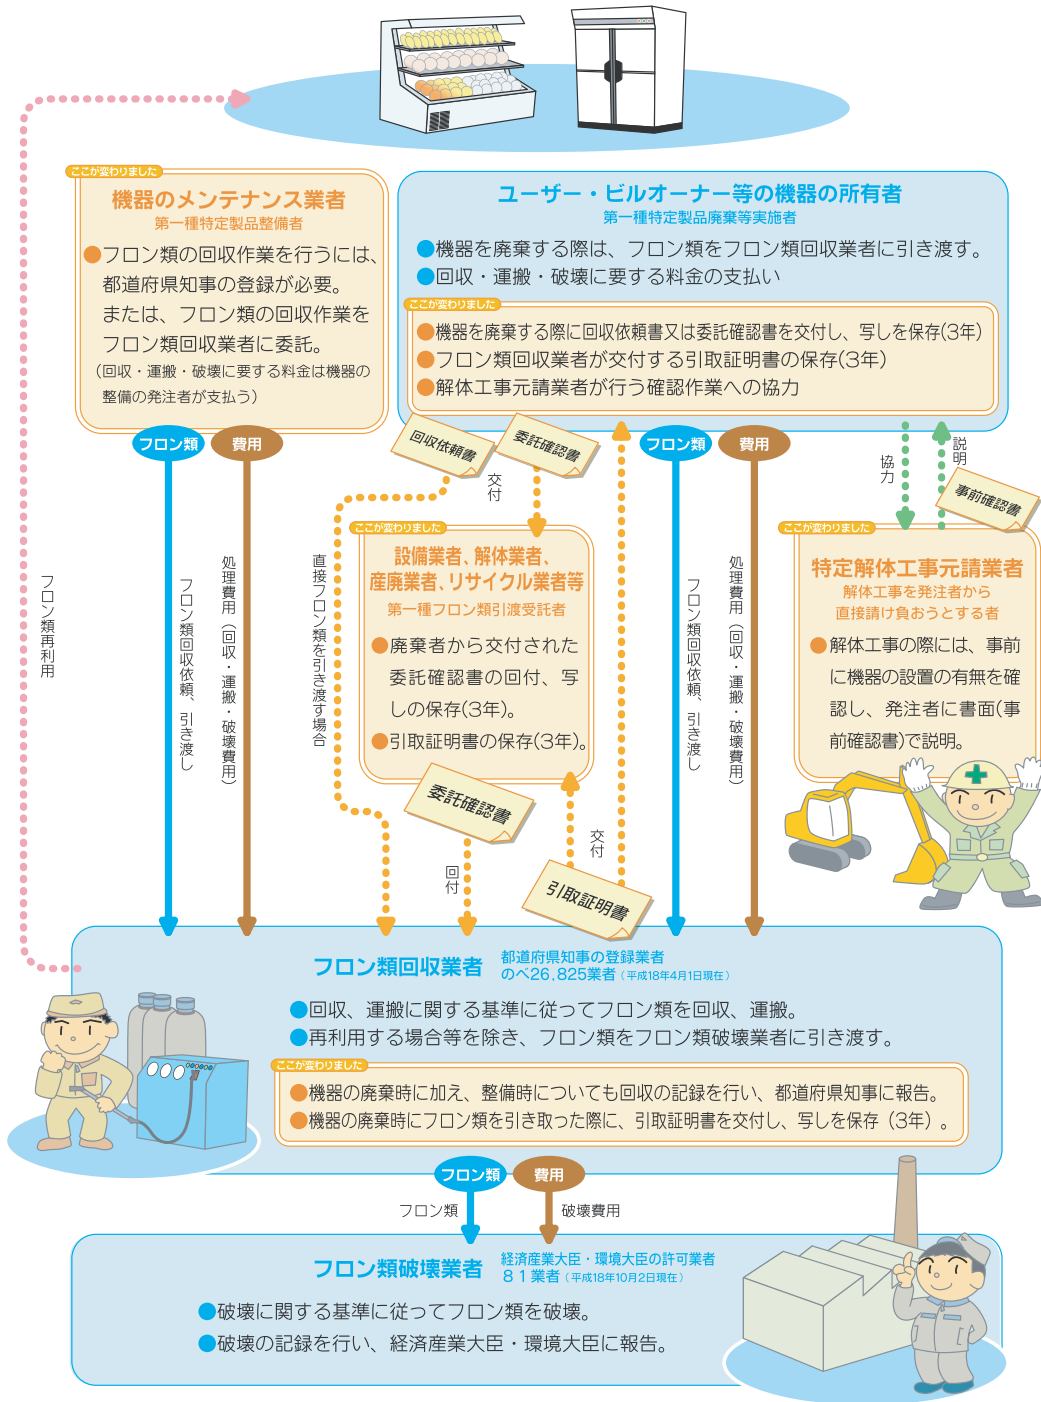 ここが変わりました
機器のメンテナンス業者
第一種特定製品整備者
●フロン類の回収作業を行うには、
都道府県知事の登録が必要。
または、フロン類の回収作業を
フロン類回収業者に委託。
（回収・運搬・破壊に要する料金は機器の
整備の発注者が支払う）
ユーザー・ビルオーナー等の機器の所有者
第一種特定製品廃棄等実施者
●機器を廃棄する際は、フロン類をフロン類回収業者に引き渡す。
●回収・運搬・破壊に要する料金の支払い
ここが変わりました
●機器を廃棄する際に回収依頼書又は委託確認書を交付し、写しを保存(3年)
●フロン類回収業者が交付する引取証明書の保存(3年)
●解体工事元請業者が行う確認作業への協力
フロン類
費用
回収依頼書
委託確認書
交付
フロン類
費用
協力
説明
事前確認書
フロン類再利用
フロン類回収依頼、引き渡し
処理費用（回収・運搬・破壊費用）
直接フロン類を引き渡す場合
ここが変わりました
設備業者、解体業者、
産廃業者、リサイクル業者等
第一種フロン類引渡受託者
●廃棄者から交付された
委託確認書の回付、写
しの保存(3年)。
●引取証明書の保存(3年)。
委託確認書
回付
交付
引取証明書
フロン類回収依頼、引き渡し
処理費用（回収・運搬・破壊費用）
ここが変わりました
特定解体工事元請業者
解体工事を発注者から
直接請け負おうとする者
●解体工事の際には、事前
に機器の設置の有無を確
認し、発注者に書面(事
前確認書)で説明。
フロン類回収業者
都道府県知事の登録業者
のべ26,825業者（平成18年4月1日現在）
●回収、運搬に関する基準に従ってフロン類を回収、運搬。
●再利用する場合等を除き、フロン類をフロン類破壊業者に引き渡す。
ここが変わりました
●機器の廃棄時に加え、整備時についても回収の記録を行い、都道府県知事に報告。
●機器の廃棄時にフロン類を引き取った際に、引取証明書を交付し、写しを保存（3年）。
フロン類
費用
フロン類
破壊費用
フロン類破壊業者
経済産業大臣・環境大臣の許可業者
８１業者（平成18年10月2日現在）
●破壊に関する基準に従ってフロン類を破壊。
●破壊の記録を行い、経済産業大臣・環境大臣に報告。